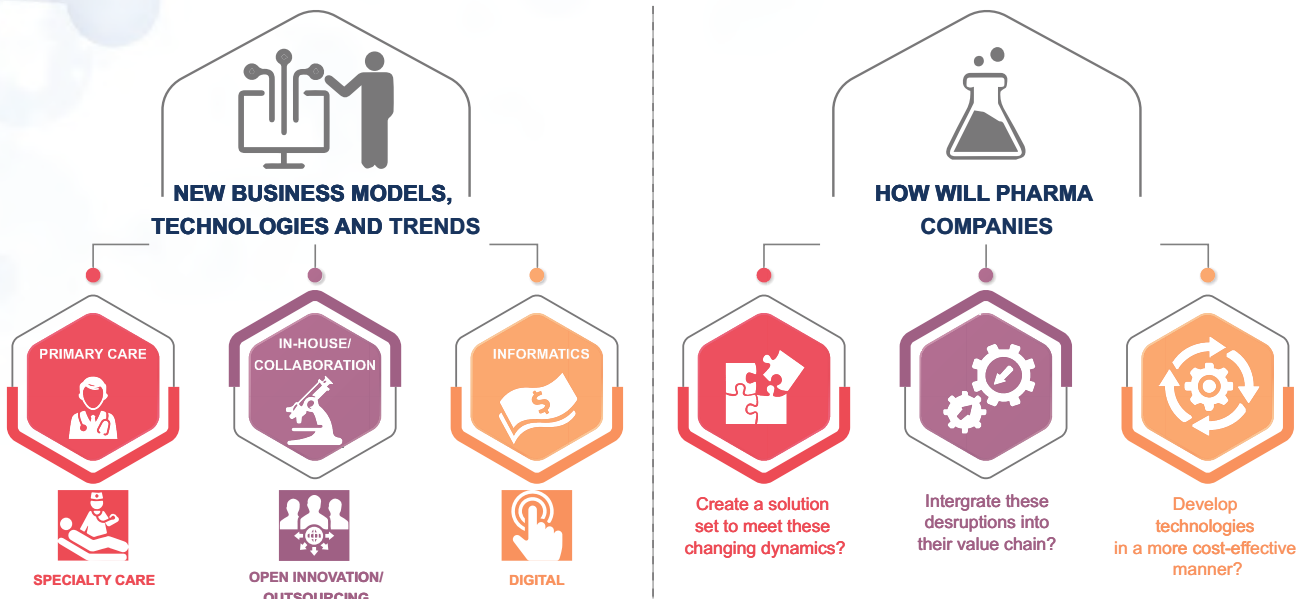 NEW BUSINESS MODELS,
TECHNOLOGIES AND TRENDS
PRIMARY CARE
IN-HOUSE/
COLLABORATION
INFORMATICS
$
SPECIALTY CARE
OPEN INNOVATION/
OUTSOURCING
DIGITAL
HOW WILL PHARMA
COMPANIES
Create a solution
set to meet these
changing dynamics?
Intergrate these
desruptions into
their value chain?
Develop
technologies
in a more cost-effective
manner?